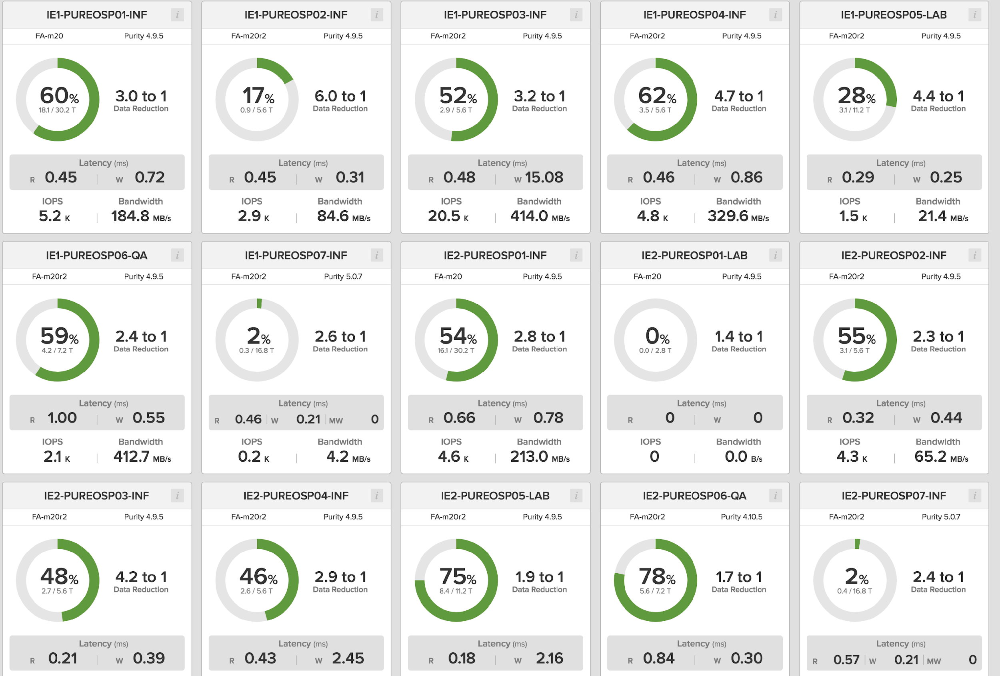 IE1-PUREOSP01-INF i
FA-m20 Purity 4.9.5
60%
18.1 / 30.2 T
3.0 to 1
Data Reduction
Latency (ms)
R 0.45 | W 0.72
IOPS Bandwidth
5.2 K | 184.8 MB/s
IE1-PUREOSP02-INF i
FA-m20r2 Purity 4.9.5
17%
0.9 / 5.6 T
6.0 to 1
Data Reduction
Latency (ms)
R 0.45 | W 0.31
IOPS Bandwidth
2.9 K | 84.6 MB/s
IE1-PUREOSP03-INF i
FA-m20r2 Purity 4.9.5
52%
2.9 / 5.6 T
3.2 to 1
Data Reduction
Latency (ms)
R 0.48 | W 15.08
IOPS Bandwidth
20.5 K | 414.0 MB/s
IE1-PUREOSP04-INF i
FA-m20r2 Purity 4.9.5
62%
3.5 / 5.6 T
4.7 to 1
Data Reduction
Latency (ms)
R 0.46 | W 0.86
IOPS Bandwidth
4.8 K | 329.6 MB/s
IE1-PUREOSP05-LAB i
FA-m20r2 Purity 4.9.5
28%
3.1 / 11.2 T
4.4 to 1
Data Reduction
Latency (ms)
R 0.29 | W 0.25
IOPS Bandwidth
1.5 K | 21.4 MB/s
IE1-PUREOSP06-QA i
FA-m20r2 Purity 4.9.5
59%
4.2 / 7.2 T
2.4 to 1
Data Reduction
Latency (ms)
R 1.00 | W 0.55
IOPS Bandwidth
2.1 K | 412.7 MB/s
IE1-PUREOSP07-INF i
FA-m20r2 Purity 5.0.7
2%
0.3 / 16.8 T
2.6 to 1
Data Reduction
Latency (ms)
R 0.46 | W 0.21 | MW 0
IOPS Bandwidth
0.2 K | 4.2 MB/s
IE2-PUREOSP01-INF i
FA-m20 Purity 4.9.5
54%
16.1 / 30.2 T
2.8 to 1
Data Reduction
Latency (ms)
R 0.66 | W 0.78
IOPS Bandwidth
4.6 K | 213.0 MB/s
IE2-PUREOSP01-LAB i
FA-m20 Purity 4.9.5
0%
0.0 / 2.8 T
1.4 to 1
Data Reduction
Latency (ms)
R 0 | W 0
IOPS Bandwidth
0 | 0.0 B/s
IE2-PUREOSP02-INF i
FA-m20r2 Purity 4.9.5
55%
3.1 / 5.6 T
2.3 to 1
Data Reduction
Latency (ms)
R 0.32 | W 0.44
IOPS Bandwidth
4.3 K | 65.2 MB/s
IE2-PUREOSP03-INF i
FA-m20r2 Purity 4.9.5
48%
2.7 / 5.6 T
4.2 to 1
Data Reduction
Latency (ms)
R 0.21 | W 0.39
IE2-PUREOSP04-INF i
FA-m20r2 Purity 4.9.5
46%
2.6 / 5.6 T
2.9 to 1
Data Reduction
Latency (ms)
R 0.43 | W 2.45
IE2-PUREOSP05-LAB i
FA-m20r2 Purity 4.9.5
75%
8.4 / 11.2 T
1.9 to 1
Data Reduction
Latency (ms)
R 0.18 | W 2.16
IE2-PUREOSP06-QA i
FA-m20r2 Purity 4.10.5
78%
5.6 / 7.2 T
1.7 to 1
Data Reduction
Latency (ms)
R 0.84 | W 0.30
IE2-PUREOSP07-INF i
FA-m20r2 Purity 5.0.7
2%
0.4 / 16.8 T
2.4 to 1
Data Reduction
Latency (ms)
R 0.57 | W 0.21 | MW 0